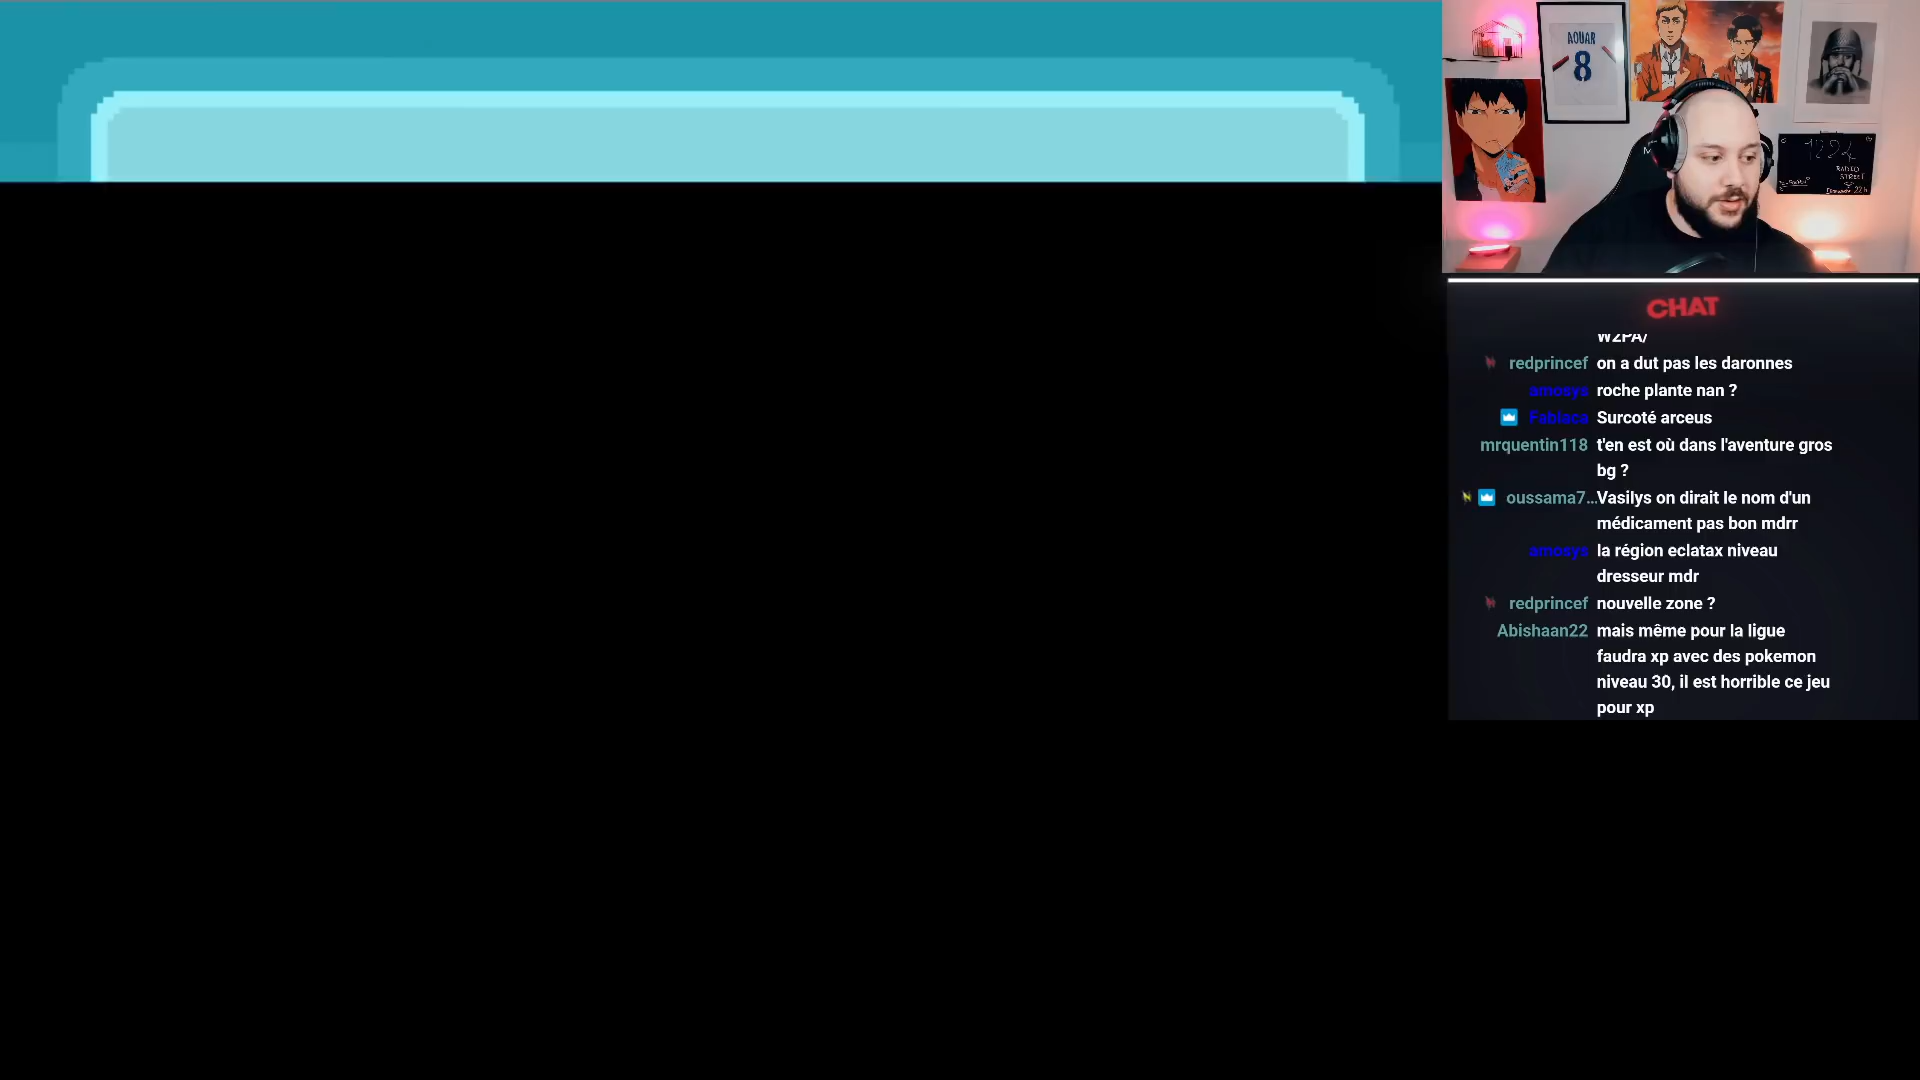 AOUAR
8
CHAT
W2PA/
redprincef on a dut pas les daronnes
amosys roche plante nan ?
Fablaca Surcoté arceus
mrquentin118 t'en est où dans l'aventure gros
bg ?
oussama7... Vasilys on dirait le nom d'un
médicament pas bon mdrr
amosys la région eclatax niveau
dresseur mdr
redprincef nouvelle zone ?
Abishaan22 mais même pour la ligue
faudra xp avec des pokemon
niveau 30, il est horrible ce jeu
pour xp